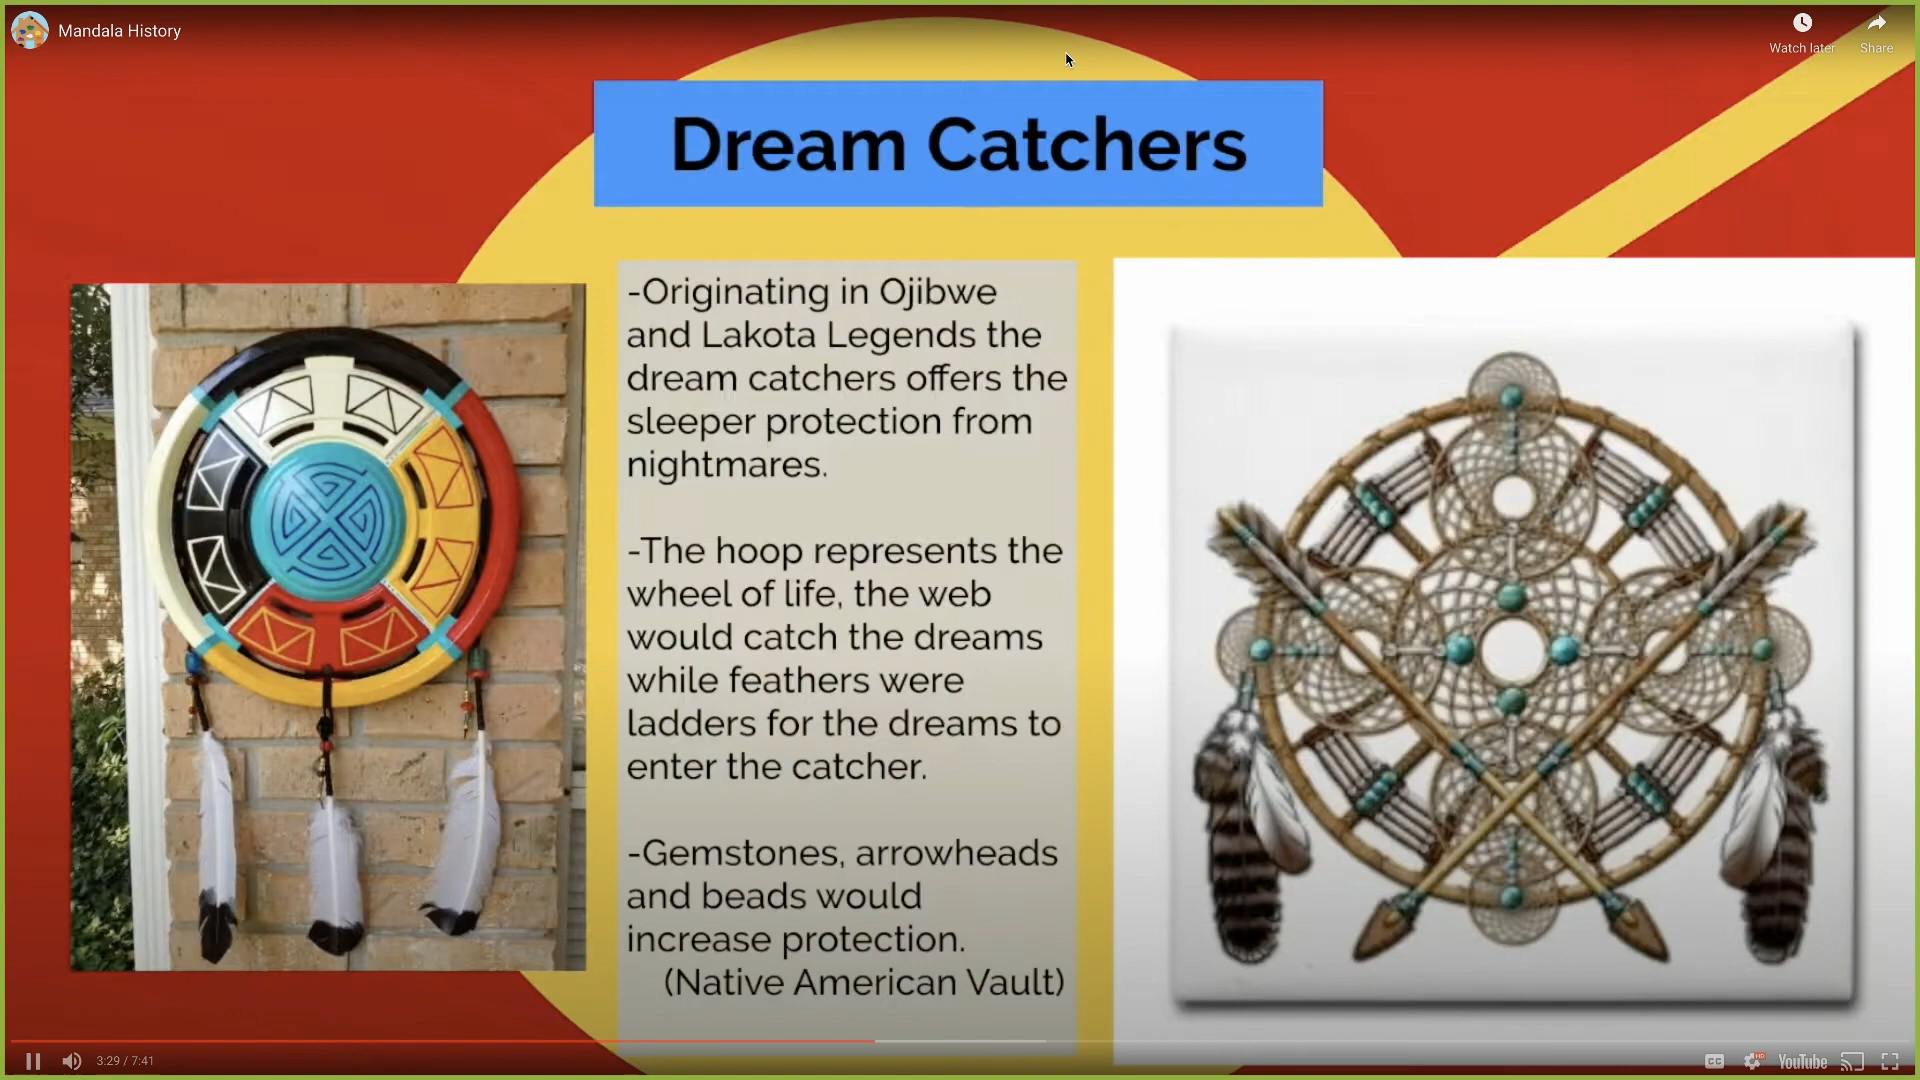 Mandala History
Watch later
Share
Dream Catchers
-Originating in Ojibwe
and Lakota Legends the
dream catchers offers the
sleeper protection from
nightmares.
-The hoop represents the
wheel of life, the web
would catch the dreams
while feathers were
ladders for the dreams to
enter the catcher.
-Gemstones, arrowheads
and beads would
increase protection.
(Native American Vault)
3:29 / 7:41
CC
HD
YouTube